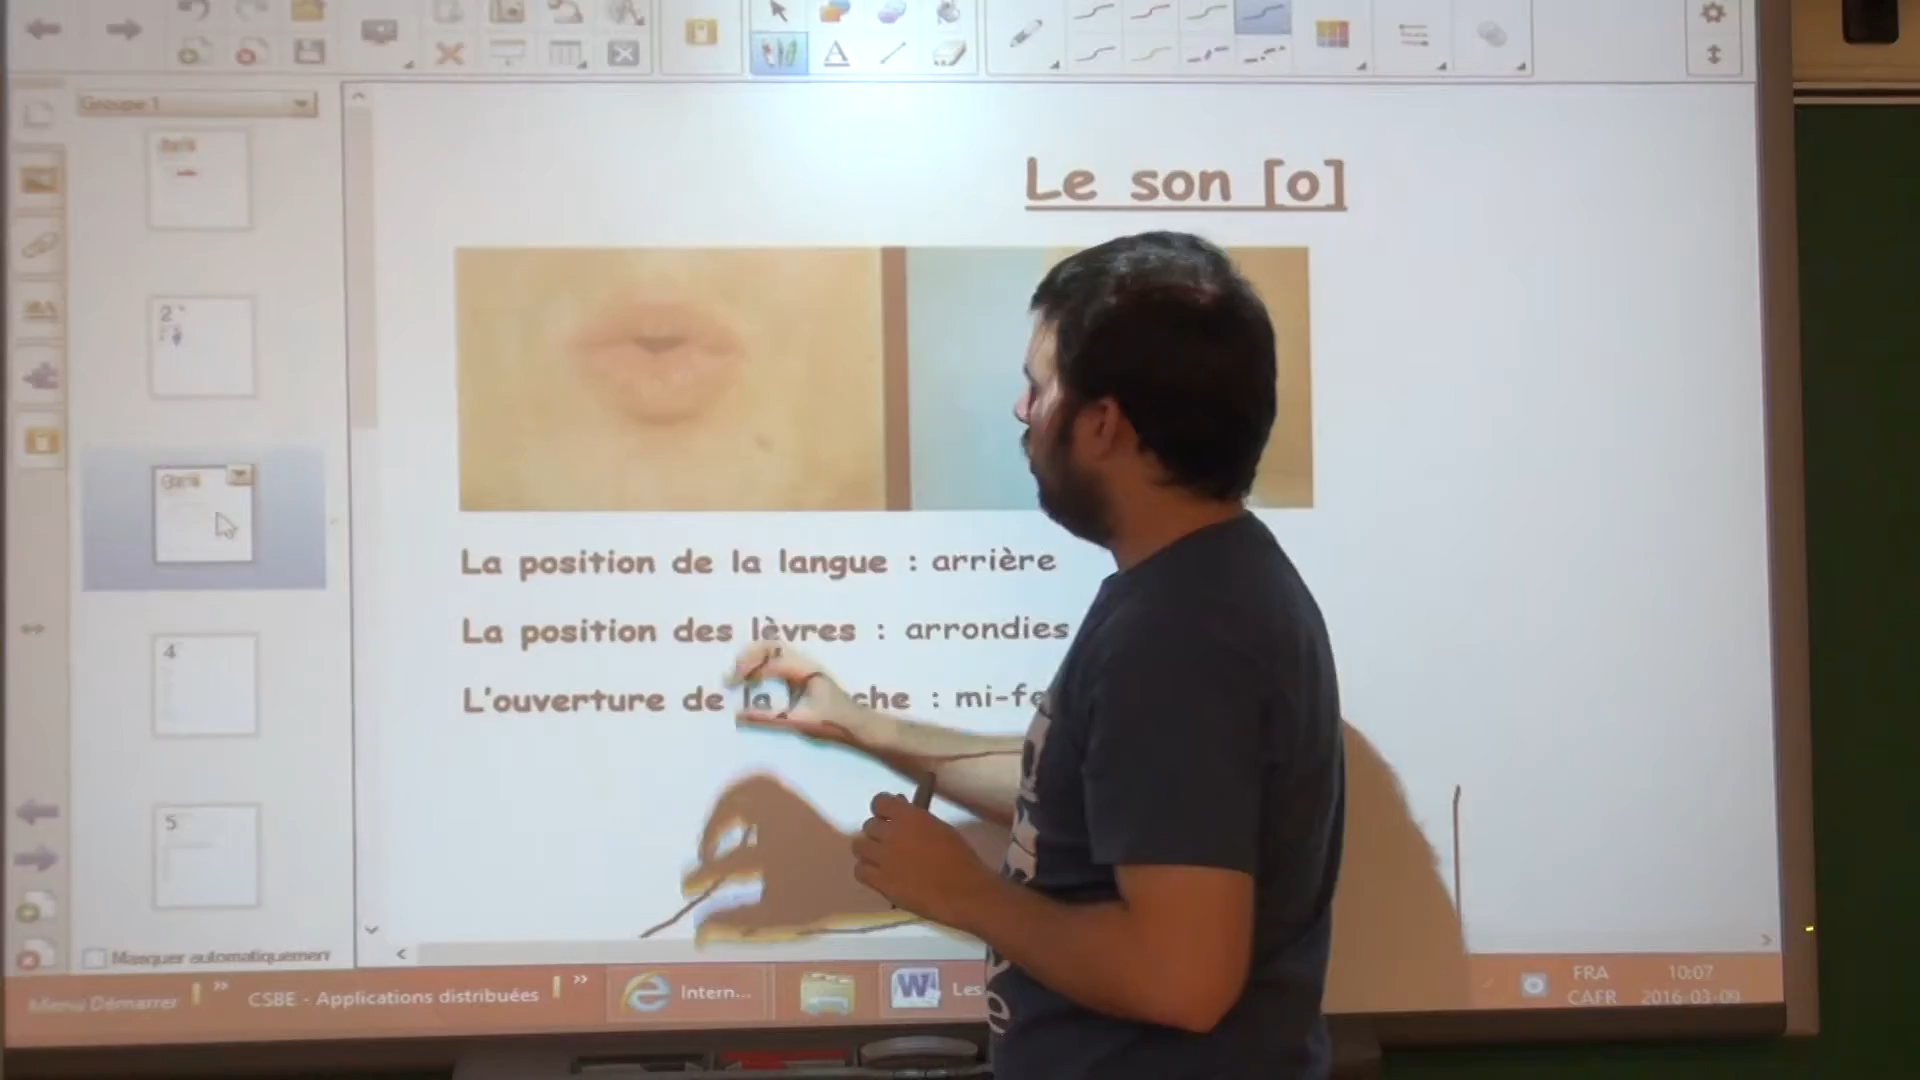 Groupe 1
Le son [o]
2
La position de la langue : arrière
La position des lèvres : arrondies
L'ouverture de la che : mi-fe
4
5
Masquer automatiquement
Menu Démarrer
CSBE - Applications distribuées
Intern...
Les
FRA
CAFR
10:07
2016-03-09